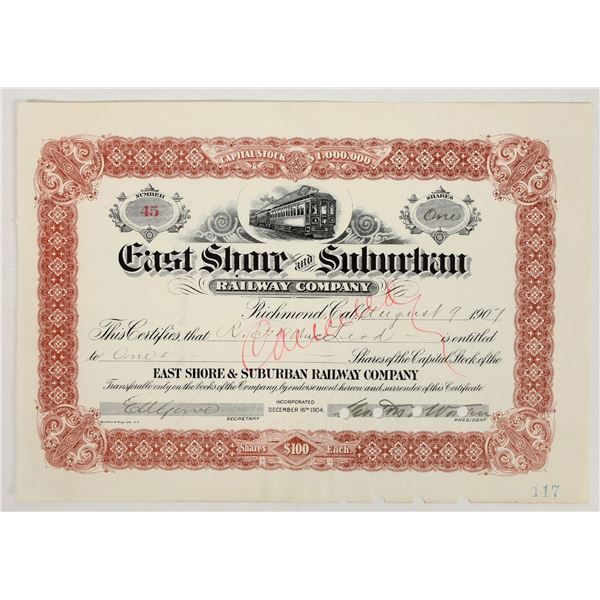 CAPITAL STOCK $1,000,000
NUMBER
45
SHARES
One
East Shore and Suburban
RAILWAY COMPANY
Richmond, Cal. August 9 1907
This Certifies, that R. is entitled
to One Shares of the Capital Stock of the
EAST SHORE & SUBURBAN RAILWAY COMPANY
Transferable only on the books of the Company, by endorsement hereon and surrender of this Certificate
INCORPORATED
DECEMBER 16TH 1904.
SECRETARY
PRESIDENT
Shares $100 Each.
117